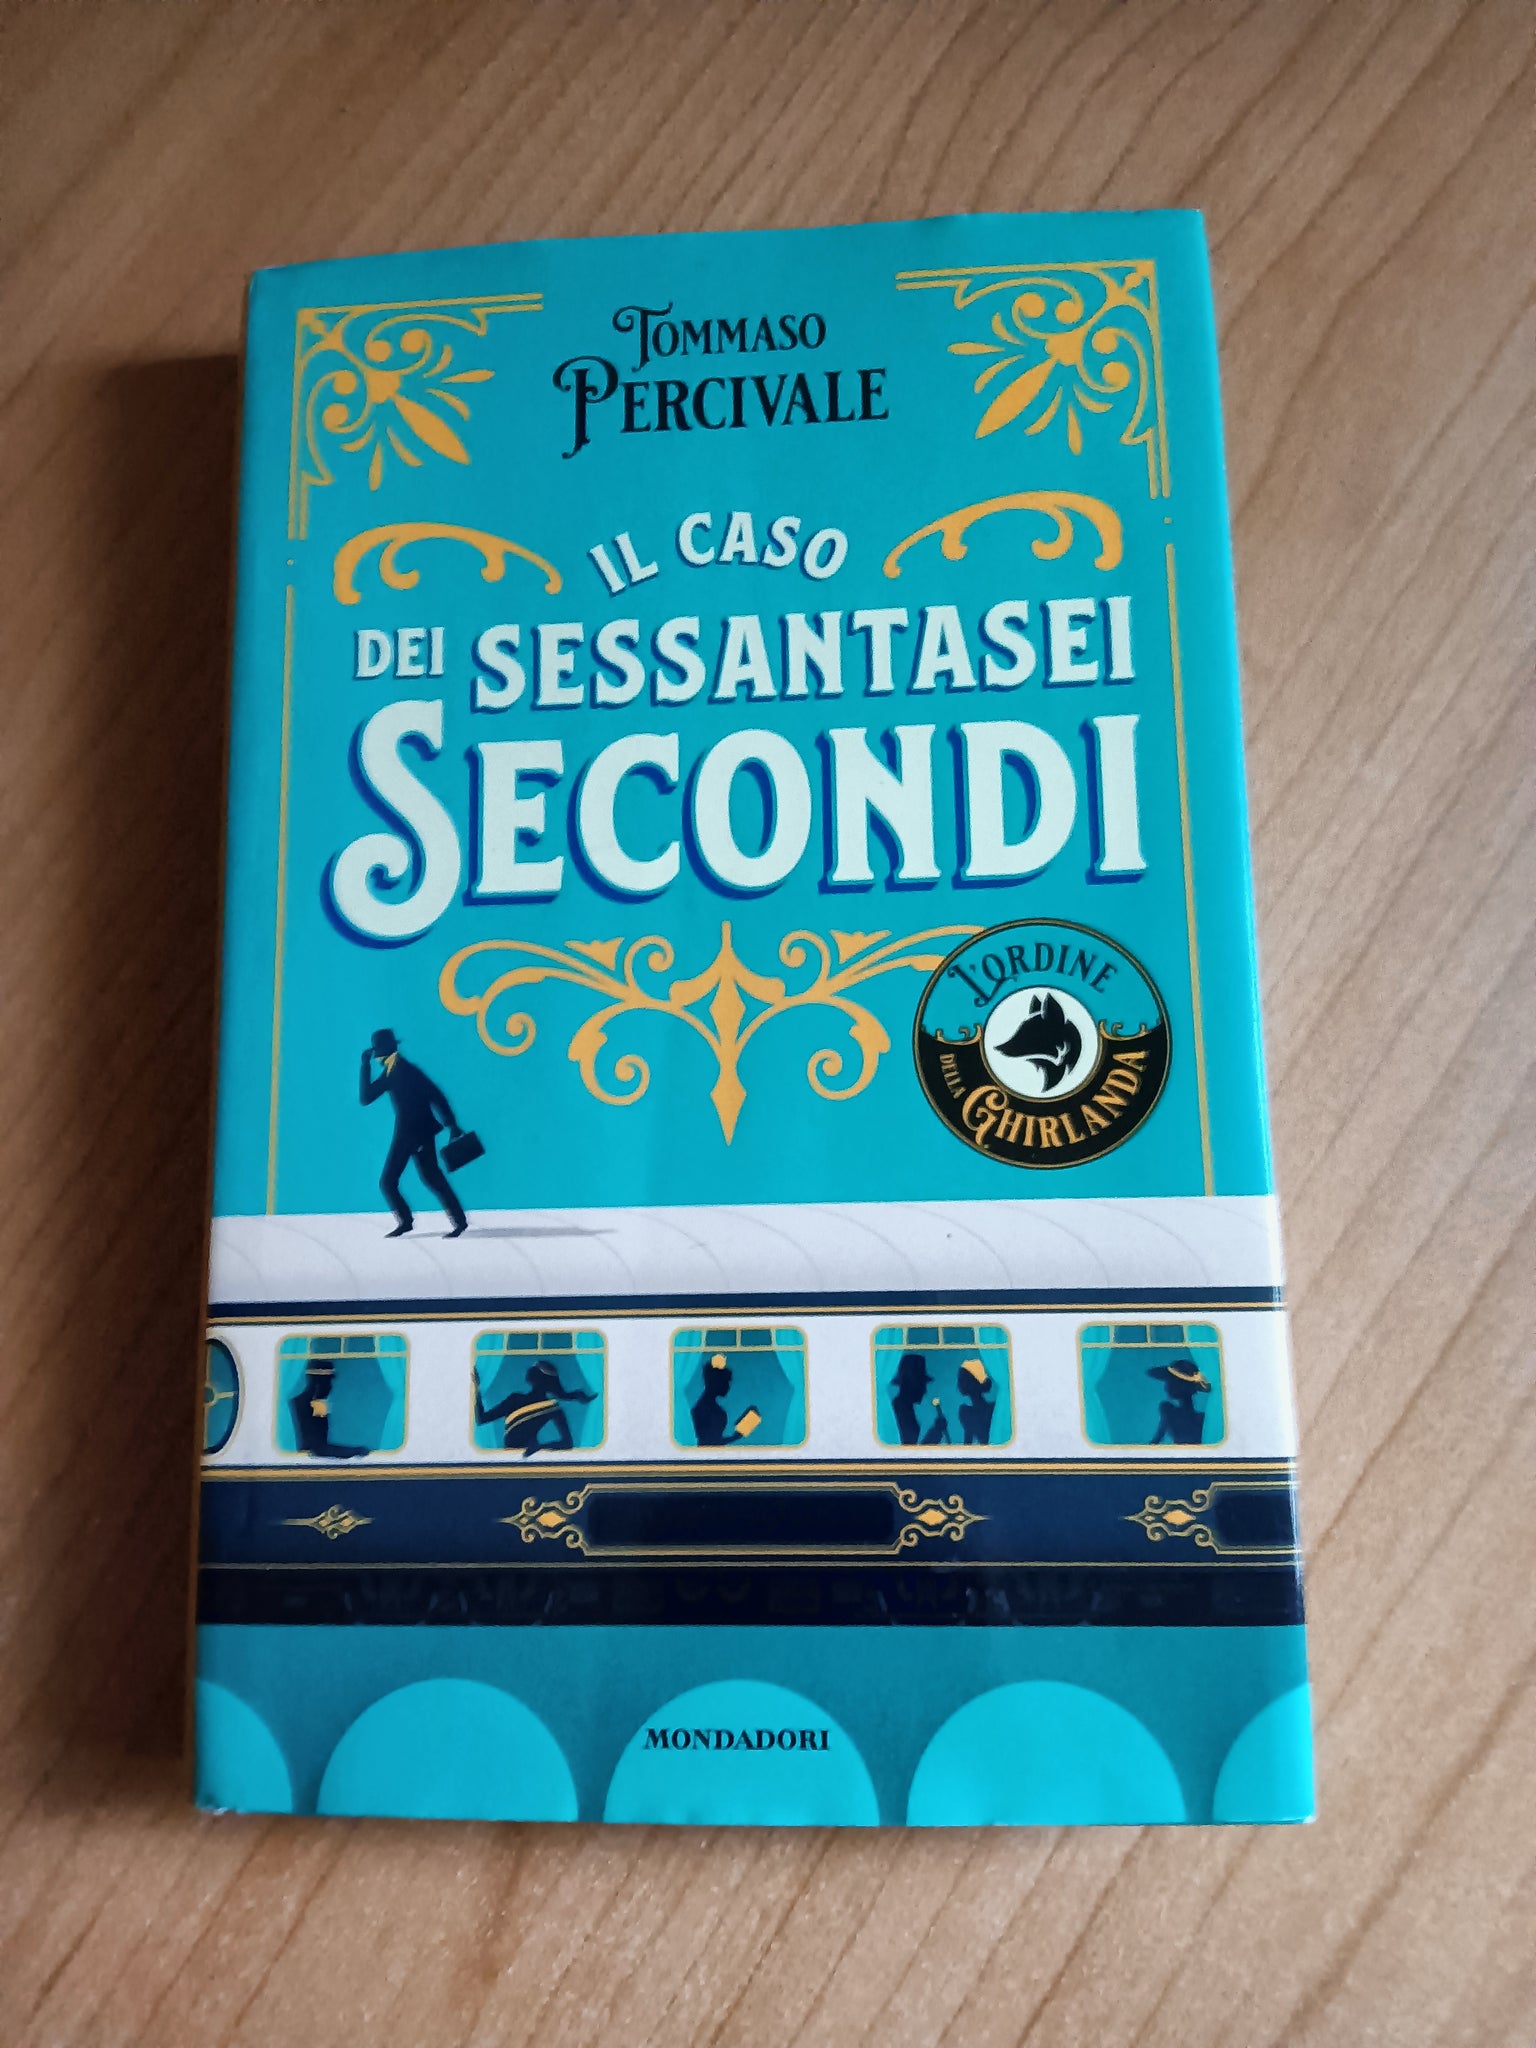 TOMMASO
PERCIVALE
IL CASO
DEI SESSANTASEI
SECONDI
L'ORDINE
DELLA GHIRLANDA
MONDADORI